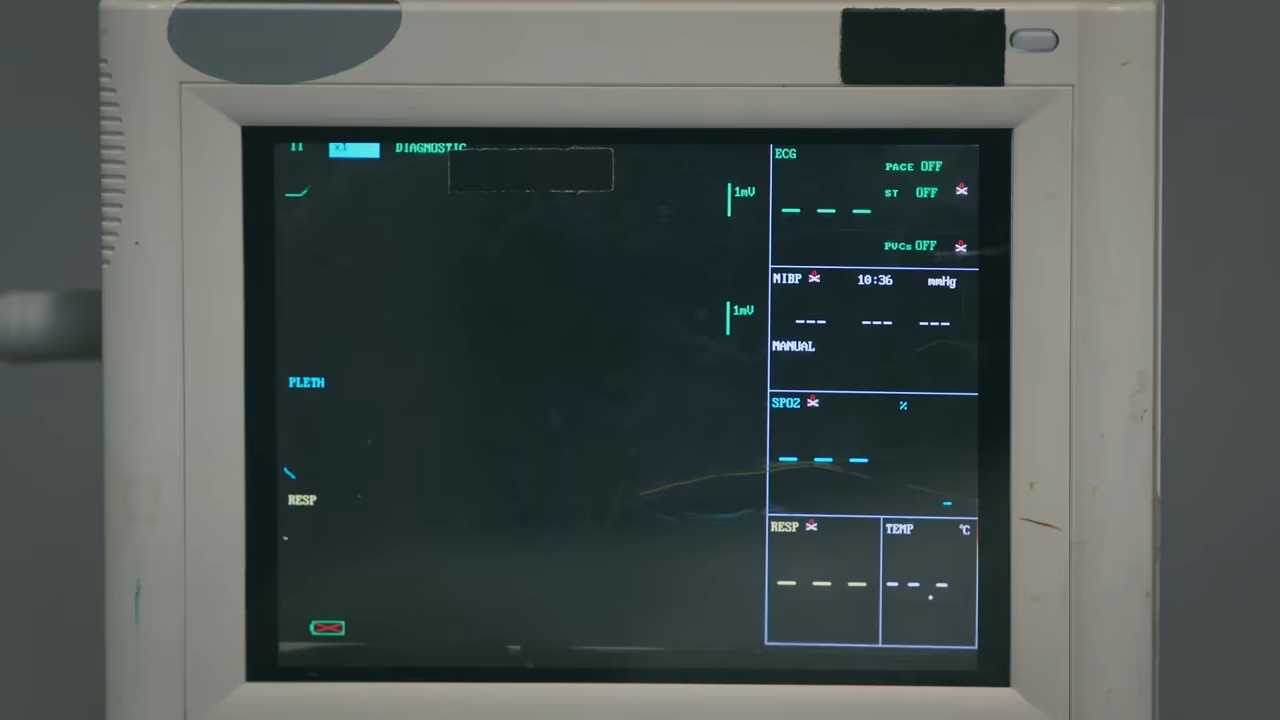 II x1 DIAGNOSTIC
1mV
1mV
PLETH
RESP
ECG
PACE OFF
ST OFF
--- 
PVCs OFF
NIBP 10:36 mmHg
--- --- ---
MANUAL
SPO2 %
---
-
RESP
---
TEMP °C
--.-